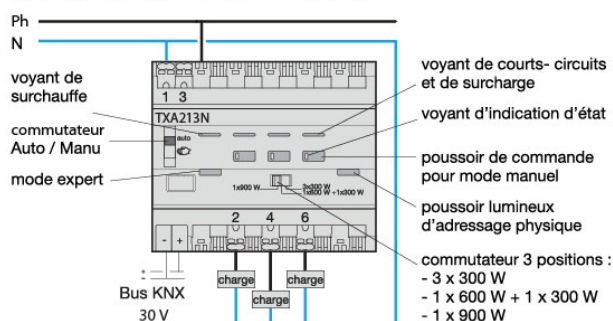 Ph
N
voyant de
surchauffe
commutateur
Auto / Manu
mode expert
1 3
TXA213N
auto
1x900 W
3x300 W
1x600 W +1x300 W
2 4 6
- +
charge
charge
charge
Bus KNX
30 V
voyant de courts- circuits
et de surcharge
voyant d'indication d'état
poussoir de commande
pour mode manuel
poussoir lumineux
d'adressage physique
commutateur 3 positions :
- 3 x 300 W
- 1 x 600 W + 1 x 300 W
- 1 x 900 W